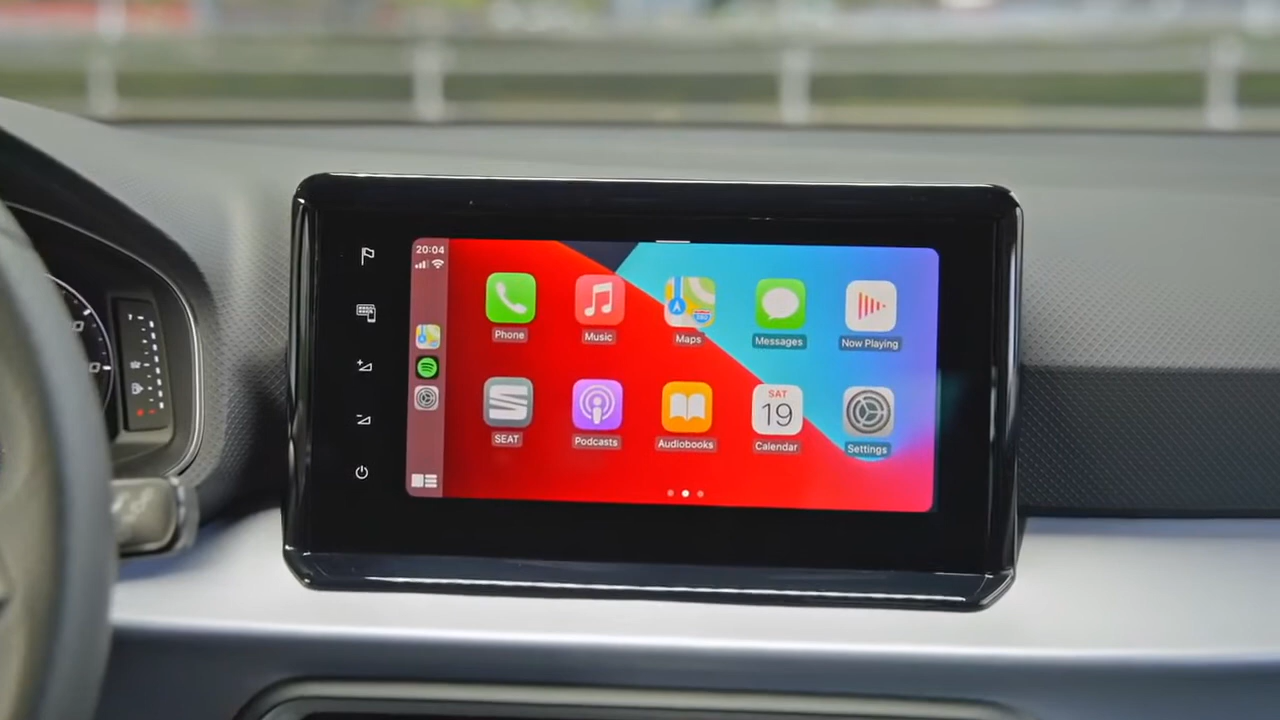 20:04
Phone
Music
Maps
Messages
Now Playing
SEAT
Podcasts
Audiobooks
SAT
19
Calendar
Settings